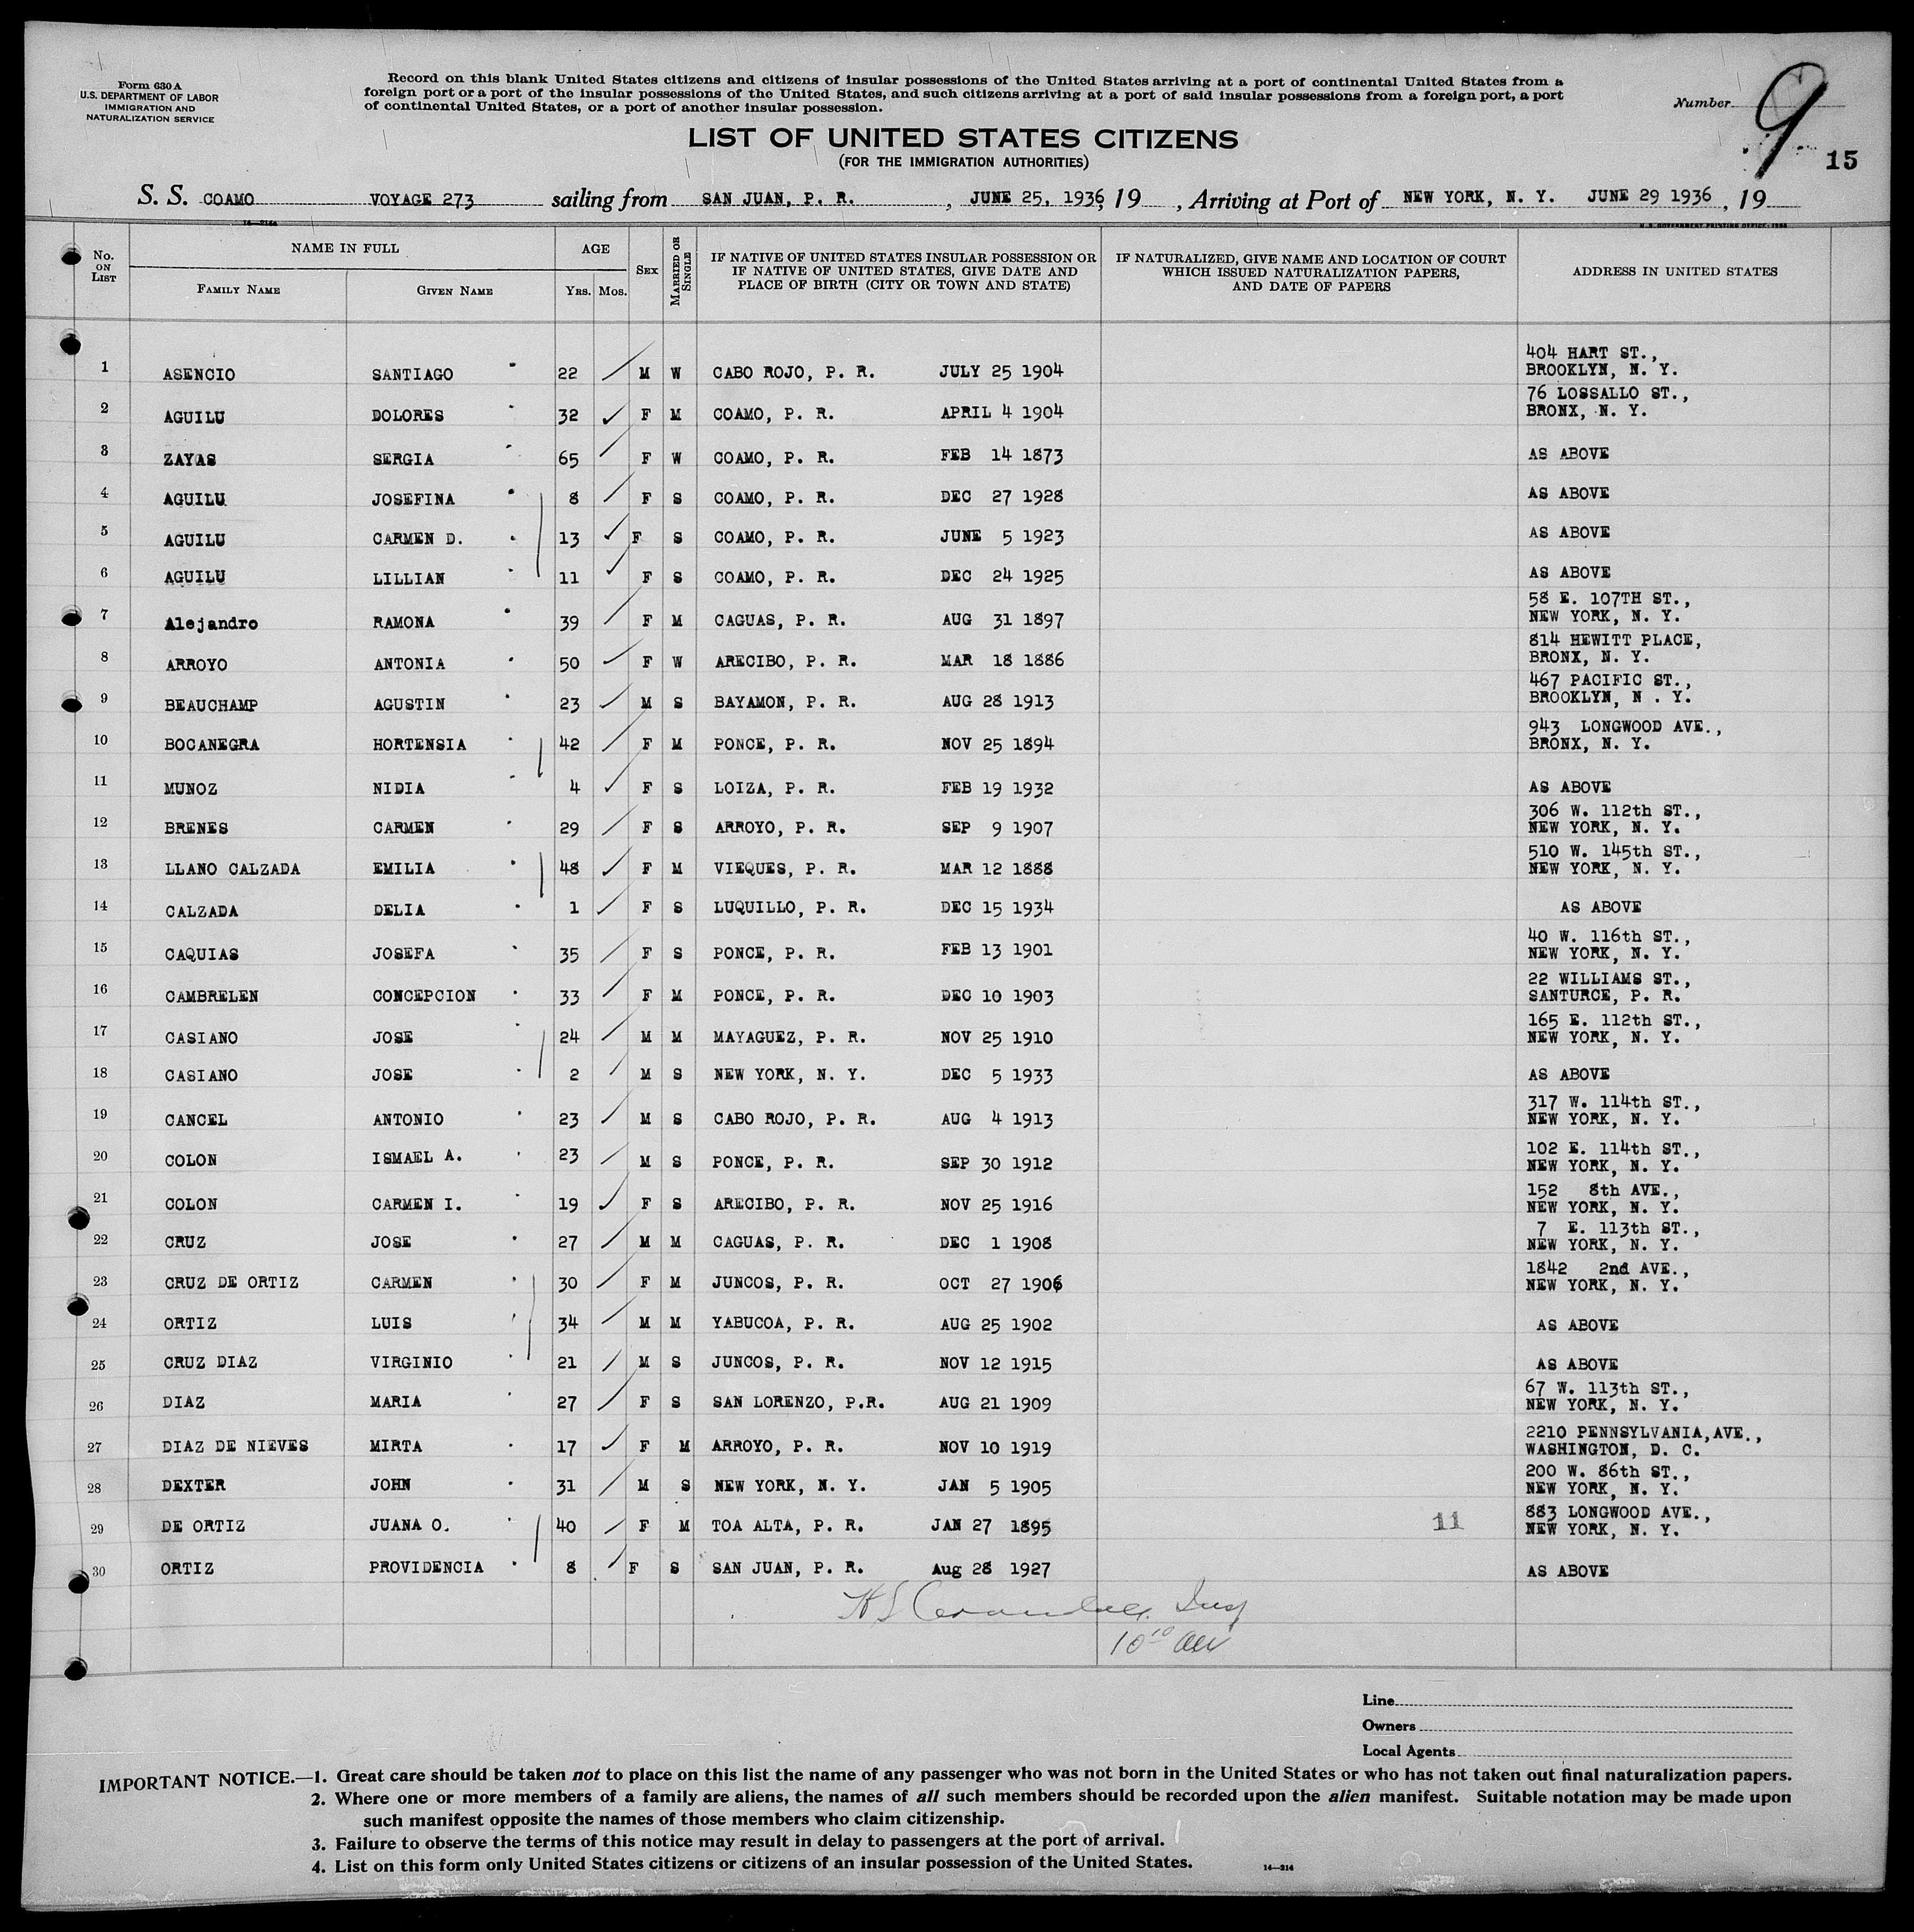 Form 630 A
U.S. DEPARTMENT OF LABOR
IMMIGRATION AND
NATURALIZATION SERVICE
Record on this blank United States citizens and citizens of insular possessions of the United States arriving at a port of continental United States from a
foreign port or a port of the insular possessions of the United States, and such citizens arriving at a port of said insular possessions from a foreign port, a port
of continental United States, or a port of another insular possession.
Number 9
15
LIST OF UNITED STATES CITIZENS
(FOR THE IMMIGRATION AUTHORITIES)
S. S. COAMO VOYAGE 273 sailing from SAN JUAN, P. R. , JUNE 25, 1936, 19 , Arriving at Port of NEW YORK, N. Y. JUNE 29 1936 , 19
No. ON LIST NAME IN FULL FAMILY NAME GIVEN NAME AGE YRS. MOS. SEX MARRIED OR SINGLE IF NATIVE OF UNITED STATES INSULAR POSSESSION OR IF NATIVE OF UNITED STATES, GIVE DATE AND PLACE OF BIRTH (CITY OR TOWN AND STATE) IF NATURALIZED, GIVE NAME AND LOCATION OF COURT WHICH ISSUED NATURALIZATION PAPERS, AND DATE OF PAPERS ADDRESS IN UNITED STATES
1 ASENCIO SANTIAGO 22 M W CABO ROJO, P. R. JULY 25 1904 404 HART ST., BROOKLYN, N. Y.
2 AGUILU DOLORES 32 F M COAMO, P. R. APRIL 4 1904 76 LOSSALLO ST., BRONX, N. Y.
3 ZAYAS SERGIA 65 F W COAMO, P. R. FEB 14 1873 AS ABOVE
4 AGUILU JOSEFINA 8 F S COAMO, P. R. DEC 27 1928 AS ABOVE
5 AGUILU CARMEN D. 13 F S COAMO, P. R. JUNE 5 1923 AS ABOVE
6 AGUILU LILLIAN 11 F S COAMO, P. R. DEC 24 1925 AS ABOVE
7 Alejandro RAMONA 39 F M CAGUAS, P. R. AUG 31 1897 58 E. 107TH ST., NEW YORK, N. Y.
8 ARROYO ANTONIA 50 F W ARECIBO, P. R. MAR 18 1886 814 HEWITT PLACE, BRONX, N. Y.
9 BEAUCHAMP AGUSTIN 23 M S BAYAMON, P. R. AUG 28 1913 467 PACIFIC ST., BROOKLYN, N . Y.
10 BOCANEGRA HORTENSIA 42 F M PONCE, P. R. NOV 25 1894 943 LONGWOOD AVE., BRONX, N. Y.
11 MUNOZ NIDIA 4 F S LOIZA, P. R. FEB 19 1932 AS ABOVE
12 BRENES CARMEN 29 F S ARROYO, P. R. SEP 9 1907 306 W. 112th ST., NEW YORK, N. Y.
13 LLANO CALZADA EMILIA 48 F M VIEQUES, P. R. MAR 12 1888 510 W. 145th ST., NEW YORK, N. Y.
14 CALZADA DELIA 1 F S LUQUILLO, P. R. DEC 15 1934 AS ABOVE
15 CAQUIAS JOSEFA 35 F S PONCE, P. R. FEB 13 1901 40 W. 116th ST., NEW YORK, N. Y.
16 CAMBRELEN CONCEPCION 33 F M PONCE, P. R. DEC 10 1903 22 WILLIAMS ST., SANTURCE, P. R.
17 CASIANO JOSE 24 M M MAYAGUEZ, P. R. NOV 25 1910 165 E. 112th ST., NEW YORK, N. Y.
18 CASIANO JOSE 2 M S NEW YORK, N. Y. DEC 5 1933 AS ABOVE
19 CANCEL ANTONIO 23 M S CABO ROJO, P. R. AUG 4 1913 317 W. 114th ST., NEW YORK, N. Y.
20 COLON ISMAEL A. 23 M S PONCE, P. R. SEP 30 1912 102 E. 114th ST., NEW YORK, N. Y.
21 COLON CARMEN I. 19 F S ARECIBO, P. R. NOV 25 1916 152 8th AVE., NEW YORK, N. Y.
22 CRUZ JOSE 27 M M CAGUAS, P. R. DEC 1 1908 7 E. 113th ST., NEW YORK, N. Y.
23 CRUZ DE ORTIZ CARMEN 30 F M JUNCOS, P. R. OCT 27 1906 1842 2nd AVE., NEW YORK, N. Y.
24 ORTIZ LUIS 34 M M YABUCOA, P. R. AUG 25 1902 AS ABOVE
25 CRUZ DIAZ VIRGINIO 21 M S JUNCOS, P. R. NOV 12 1915 AS ABOVE
26 DIAZ MARIA 27 F S SAN LORENZO, P.R. AUG 21 1909 67 W. 113th ST., NEW YORK, N. Y.
27 DIAZ DE NIEVES MIRTA 17 F M ARROYO, P. R. NOV 10 1919 2210 PENNSYLVANIA, AVE., WASHINGTON, D. C.
28 DEXTER JOHN 31 M S NEW YORK, N. Y. JAN 5 1905 200 W. 86th ST., NEW YORK, N. Y.
29 DE ORTIZ JUANA O. 40 F M TOA ALTA, P. R. JAN 27 1895 11 883 LONGWOOD AVE., NEW YORK, N. Y.
30 ORTIZ PROVIDENCIA 8 F S SAN JUAN, P. R. Aug 28 1927 AS ABOVE
Line
Owners
Local Agents
IMPORTANT NOTICE.—1. Great care should be taken not to place on this list the name of any passenger who was not born in the United States or who has not taken out final naturalization papers.
2. Where one or more members of a family are aliens, the names of all such members should be recorded upon the alien manifest. Suitable notation may be made upon
such manifest opposite the names of those members who claim citizenship.
3. Failure to observe the terms of this notice may result in delay to passengers at the port of arrival.
4. List on this form only United States citizens or citizens of an insular possession of the United States.
14—214